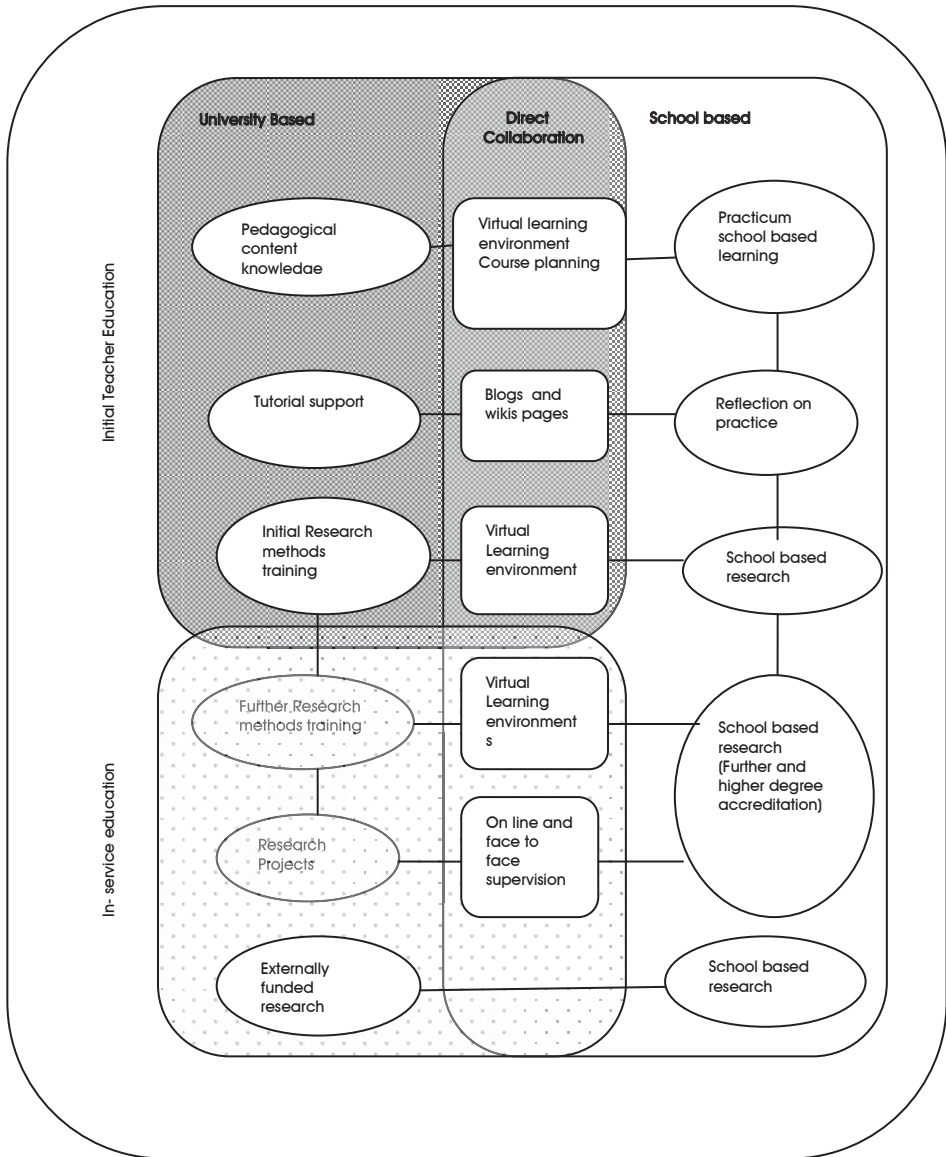 University Based
Direct
Collaboration
School based
Initial Teacher Education
Pedagogical
content
knowledae
Virtual learning
environment
Course planning
Practicum
school based
learning
Tutorial support
Blogs and
wikis pages
Reflection on
practice
Initial Research
methods
training
Virtual
Learning
environment
School based
research
In- service education
Further Research
methods training
Virtual
Learning
environment
s
School based
research
(Further and
higher degree
accreditation)
Research
Projects
On line and
face to
face
supervision
Externally
funded
research
School based
research